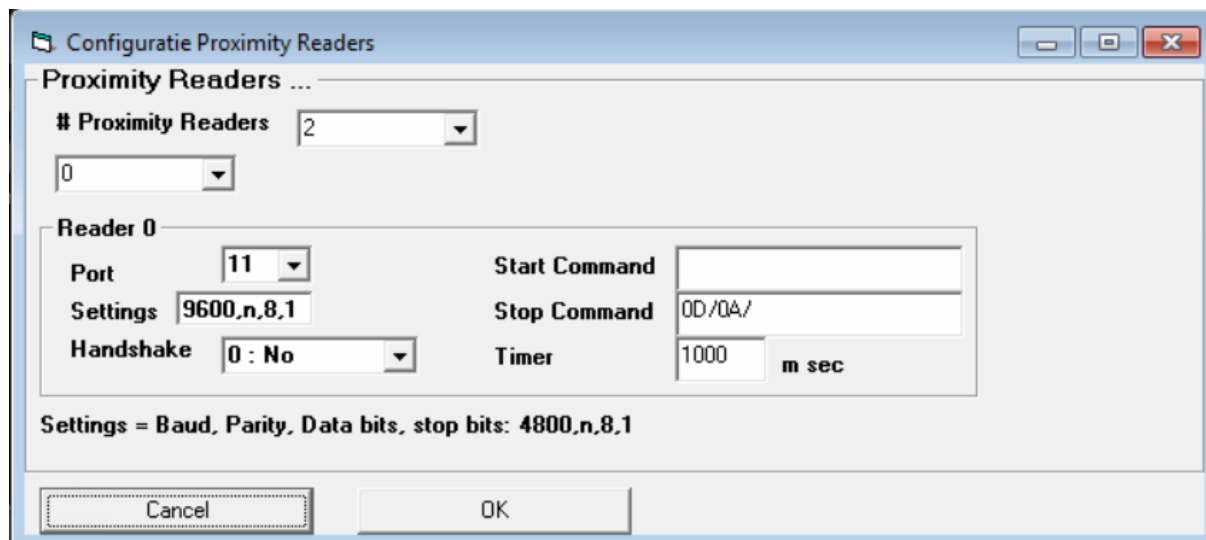 Configuratie Proximity Readers
Proximity Readers ...
# Proximity Readers 2
0
Reader 0
Port 11 Start Command
Settings 9600,n,8,1 Stop Command 0D/0A/
Handshake 0 : No Timer 1000 m sec
Settings = Baud, Parity, Data bits, stop bits: 4800,n,8,1
Cancel OK